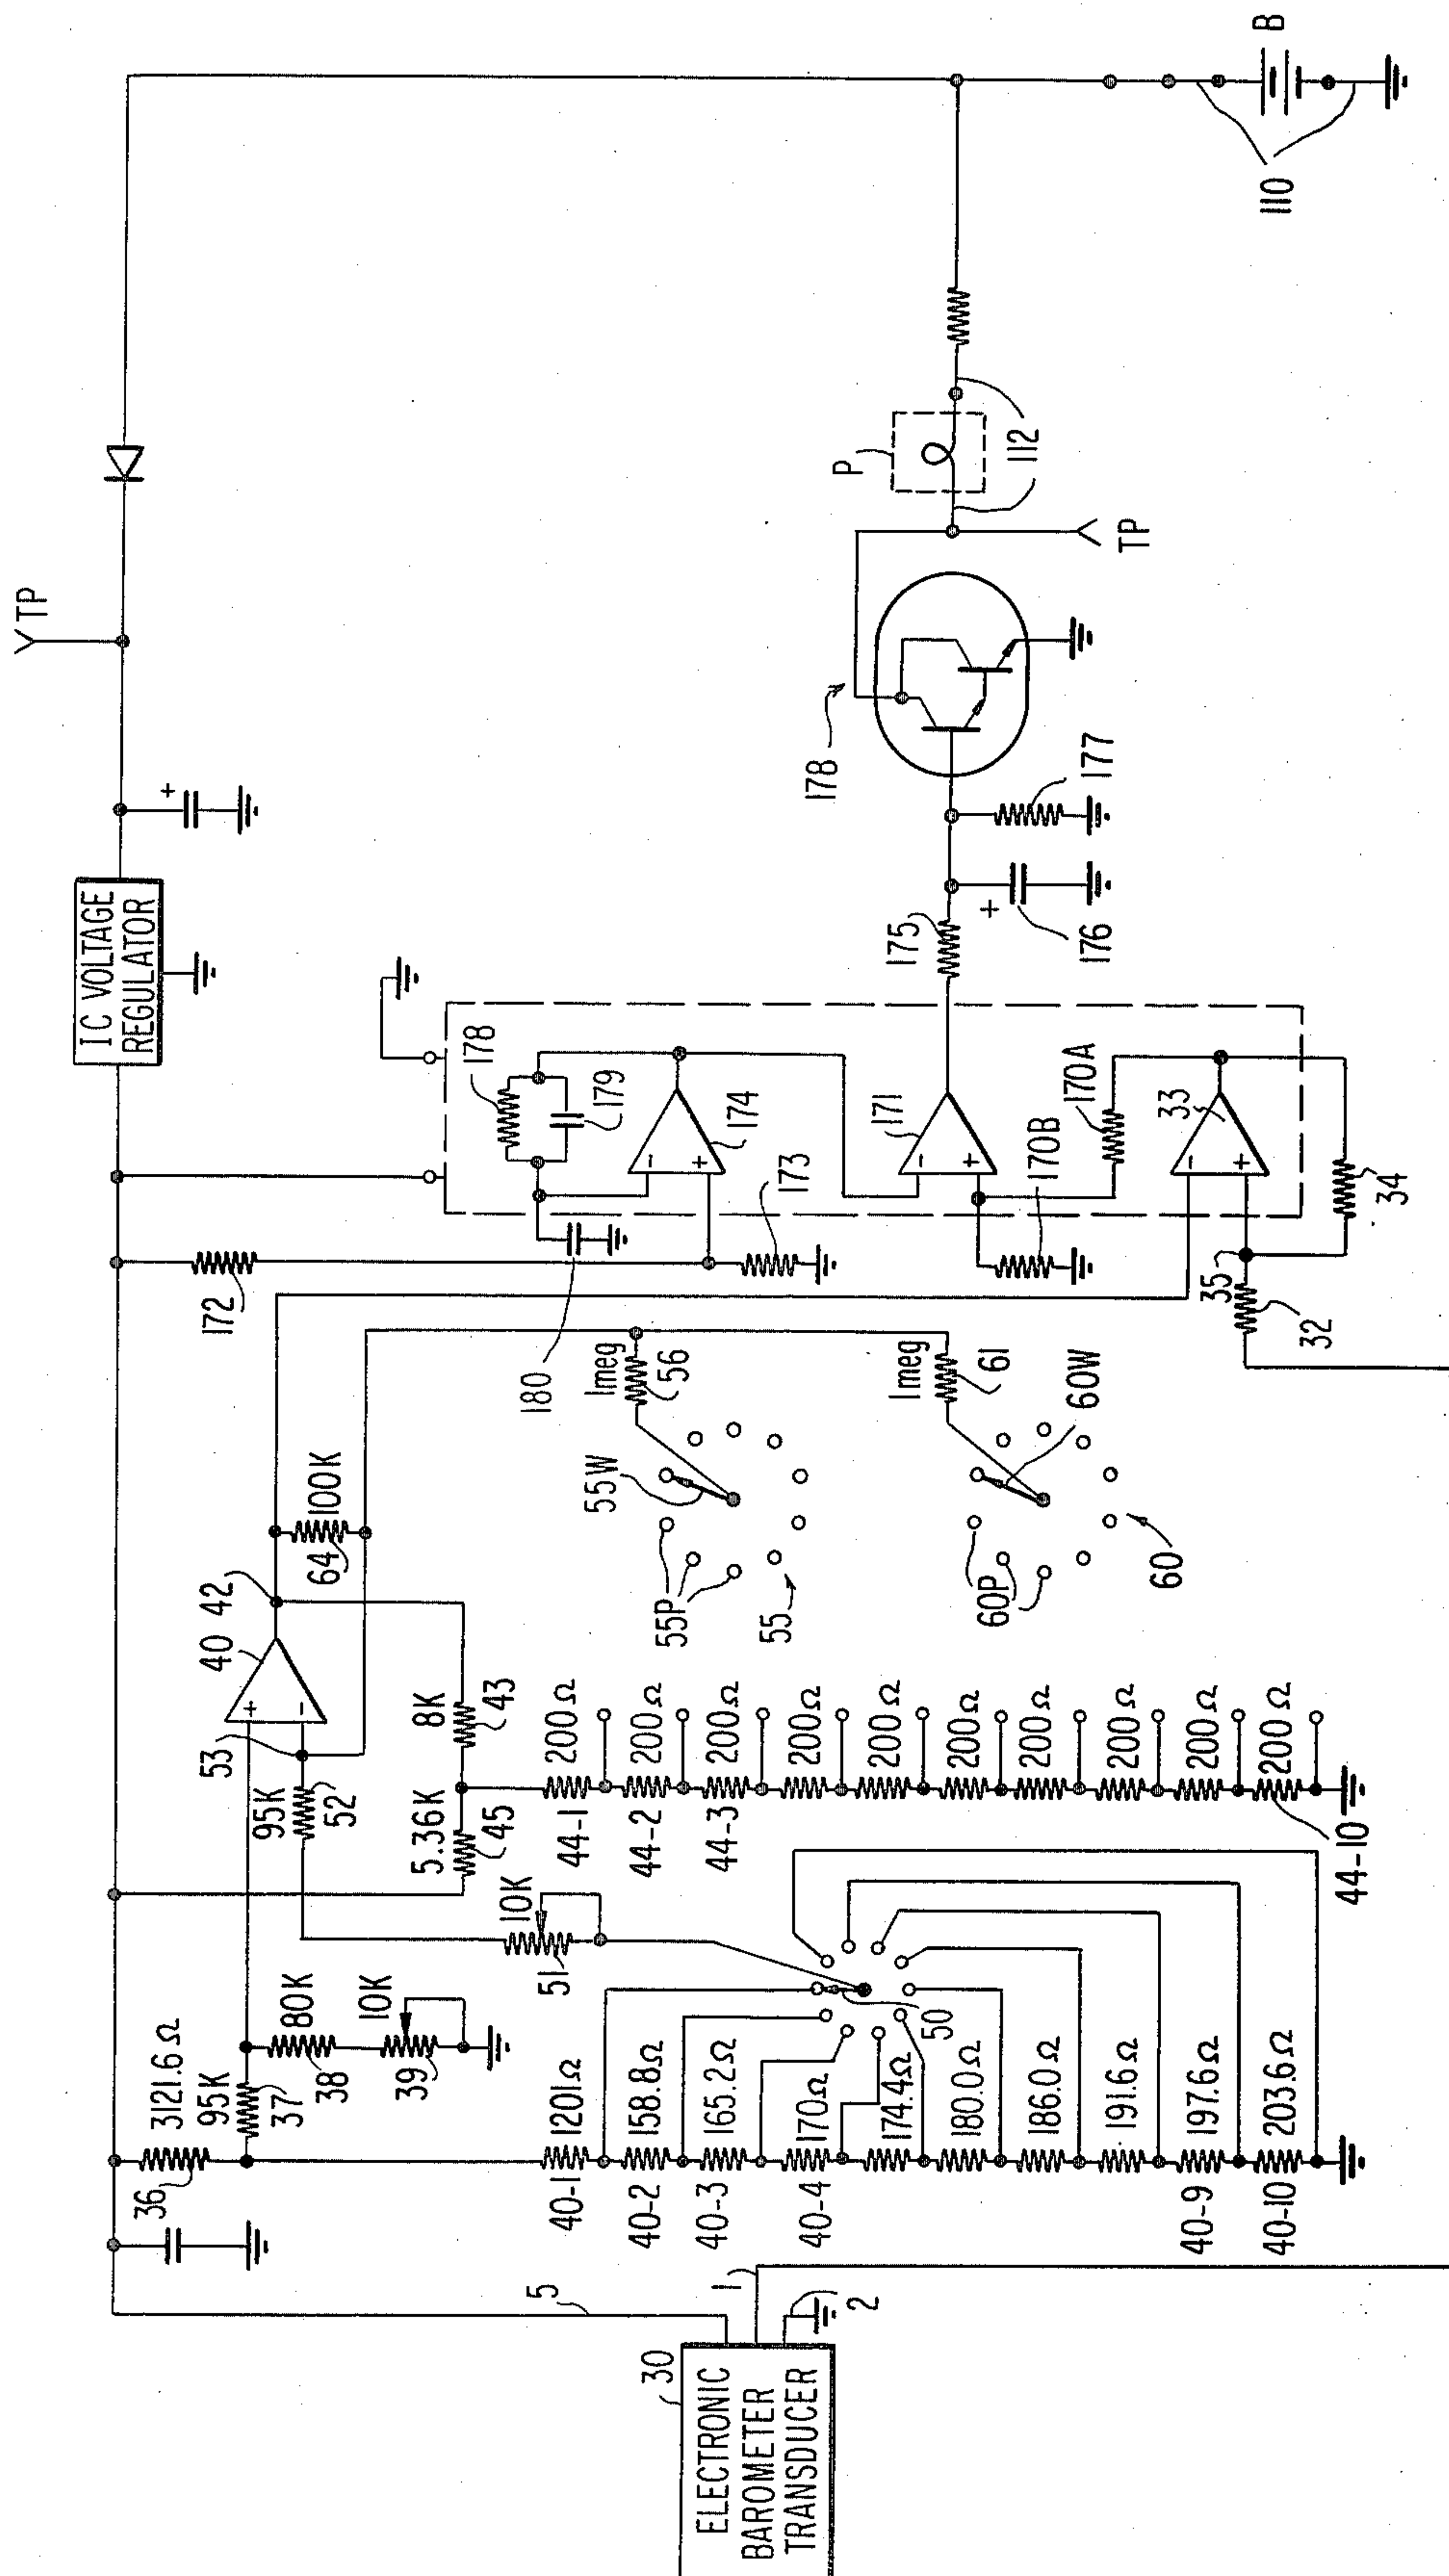 ELECTRONIC
BAROMETER
TRANSDUCER
30
5
1
2
36
3121.6Ω
95K
37
38
80K
39
10K
40-1
1201Ω
40-2
158.8Ω
40-3
165.2Ω
40-4
170Ω
174.4Ω
180.0Ω
186.0Ω
191.6Ω
40-9
197.6Ω
40-10
203.6Ω
50
51
10K
95K
52
53
40
42
5.36K
45
8K
43
44-1
200Ω
44-2
200Ω
44-3
200Ω
200Ω
200Ω
200Ω
200Ω
200Ω
200Ω
200Ω
44-10
100K
64
55P
55
55W
60P
60
60W
1meg
56
1meg
61
172
180
173
35
32
34
178
179
-
+
174
171
-
+
170B
170A
33
-
+
+
-
IC VOLTAGE
REGULATOR
+
TP
175
+
176
177
178
TP
P
112
110
B